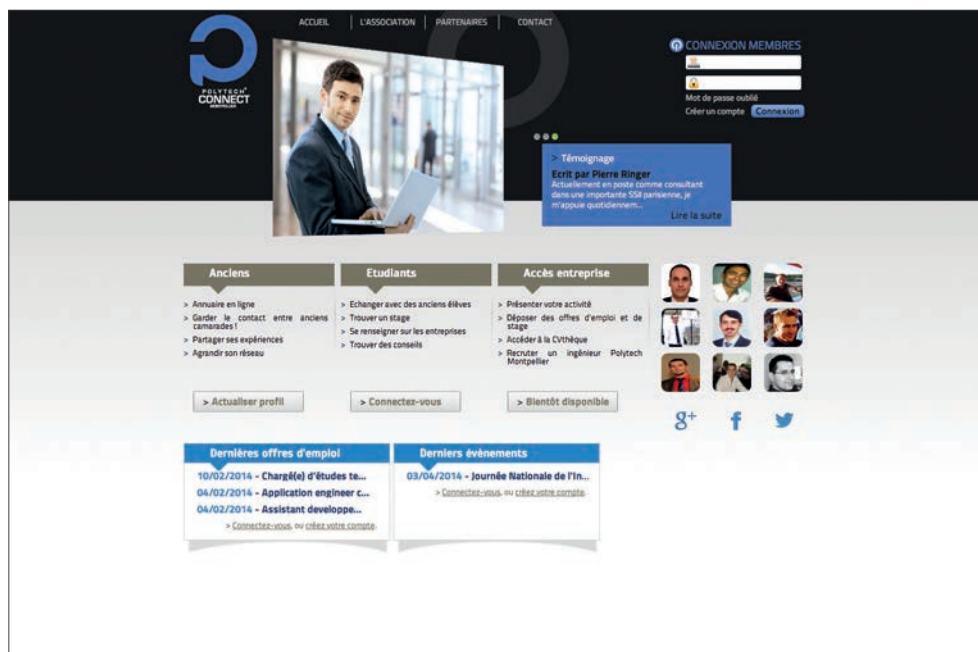 ACCUEIL
L'ASSOCIATION
PARTENAIRES
CONTACT
POLYTECH'
CONNECT
MONTPELLIER
CONNEXION MEMBRES
Mot de passe oublié
Créer un compte
Connexion
> Témoignage
Ecrit par Pierre Ringer
Actuellement en poste comme consultant
dans une importante SSII parisienne, je
m'appuie quotidiennem...
Lire la suite
Anciens
> Annuaire en ligne
> Garder le contact entre anciens
camarades !
> Partager ses expériences
> Agrandir son réseau
> Actualiser profil
Etudiants
> Echanger avec des anciens élèves
> Trouver un stage
> Se renseigner sur les entreprises
> Trouver des conseils
> Connectez-vous
Accès entreprise
> Présenter votre activité
> Déposer des offres d'emploi et de
stage
> Accéder à la CVthèque
> Recruter un ingénieur Polytech
Montpellier
> Bientôt disponible
g+
f
Dernières offres d'emploi
10/02/2014 - Chargé(e) d'études te...
04/02/2014 - Application engineer c...
04/02/2014 - Assistant developpe...
> Connectez-vous, ou créez votre compte.
Derniers évènements
03/04/2014 - Journée Nationale de l'In...
> Connectez-vous, ou créez votre compte.